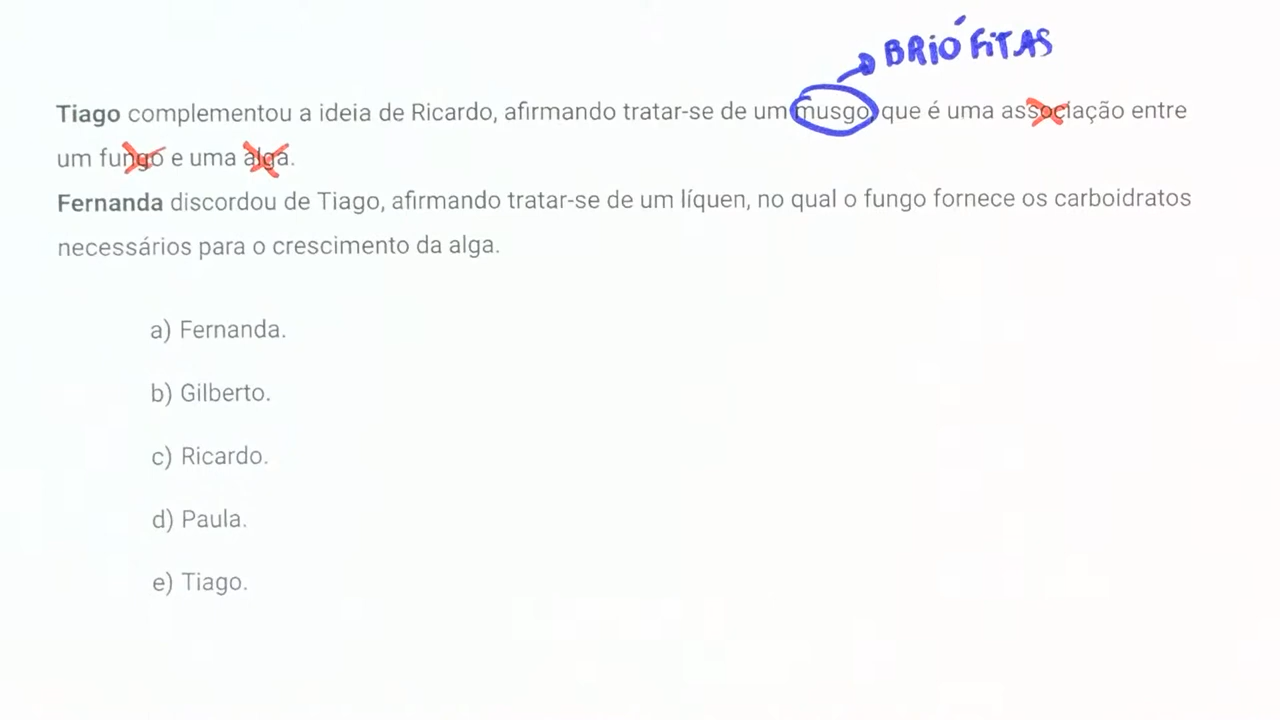 BRIÓFITAS
Tiago complementou a ideia de Ricardo, afirmando tratar-se de um musgo, que é uma associação entre
um fungo e uma alga.
Fernanda discordou de Tiago, afirmando tratar-se de um líquen, no qual o fungo fornece os carboidratos
necessários para o crescimento da alga.
a) Fernanda.
b) Gilberto.
c) Ricardo.
d) Paula.
e) Tiago.